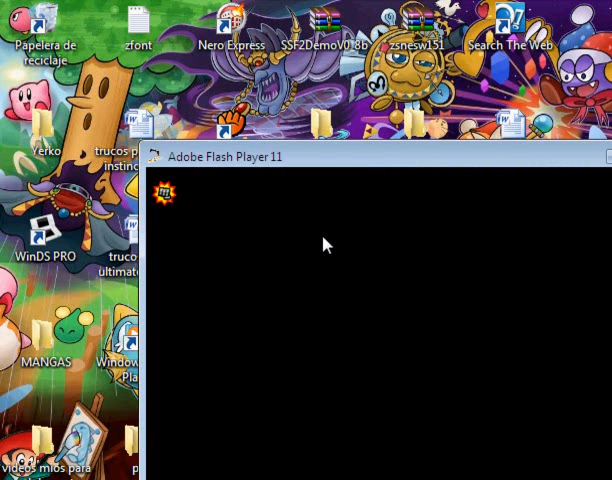 Papelera de
reciclaje
zfont
Nero Express
SSF2DemoV0.8b
zsnesw151
Search The Web
Yerko
trucos p
instinc
Adobe Flash Player 11
WinDS PRO
truco
ultimat
MANGAS
Window
Pla
videos mios para
p